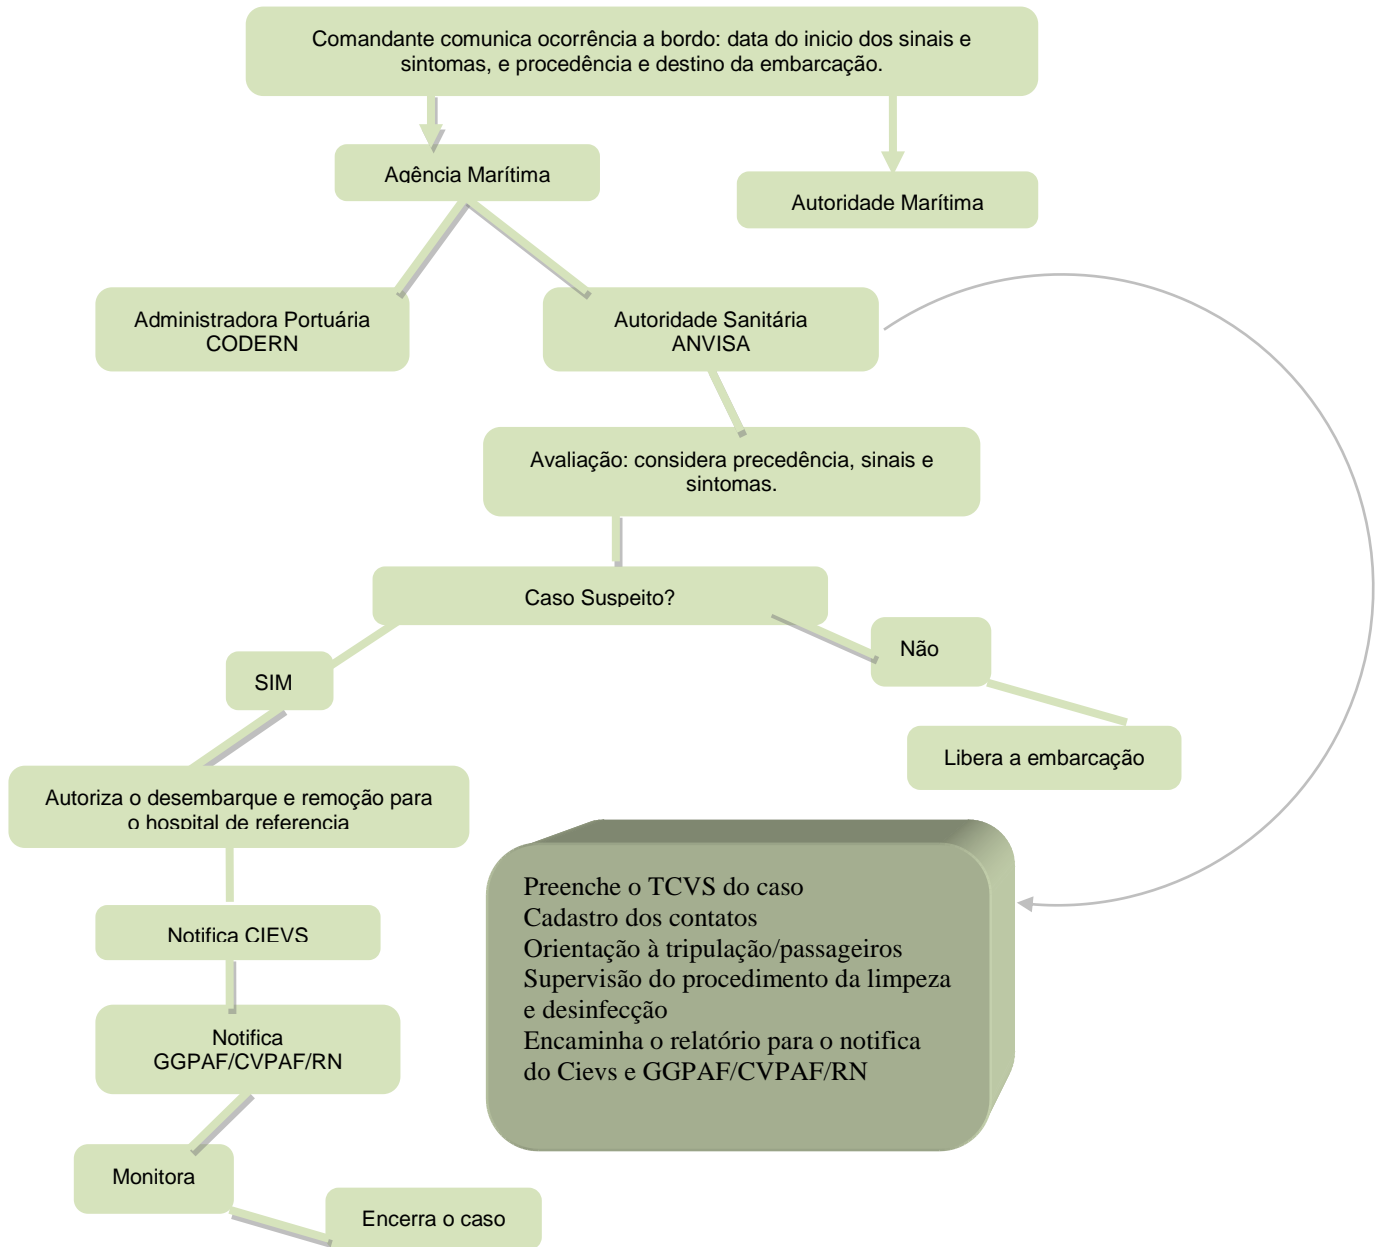 Comandante comunica ocorrência a bordo: data do inicio dos sinais e
sintomas, e procedência e destino da embarcação.
Agência Marítima
Autoridade Marítima
Administradora Portuária
CODERN
Autoridade Sanitária
ANVISA
Avaliação: considera precedência, sinais e
sintomas.
Caso Suspeito?
Não
SIM
Libera a embarcação
Autoriza o desembarque e remoção para
o hospital de referencia
Preenche o TCVS do caso
Cadastro dos contatos
Orientação à tripulação/passageiros
Supervisão do procedimento da limpeza
e desinfecção
Encaminha o relatório para o notifica
do Cievs e GGPAF/CVPAF/RN
Notifica CIEVS
Notifica
GGPAF/CVPAF/RN
Monitora
Encerra o caso